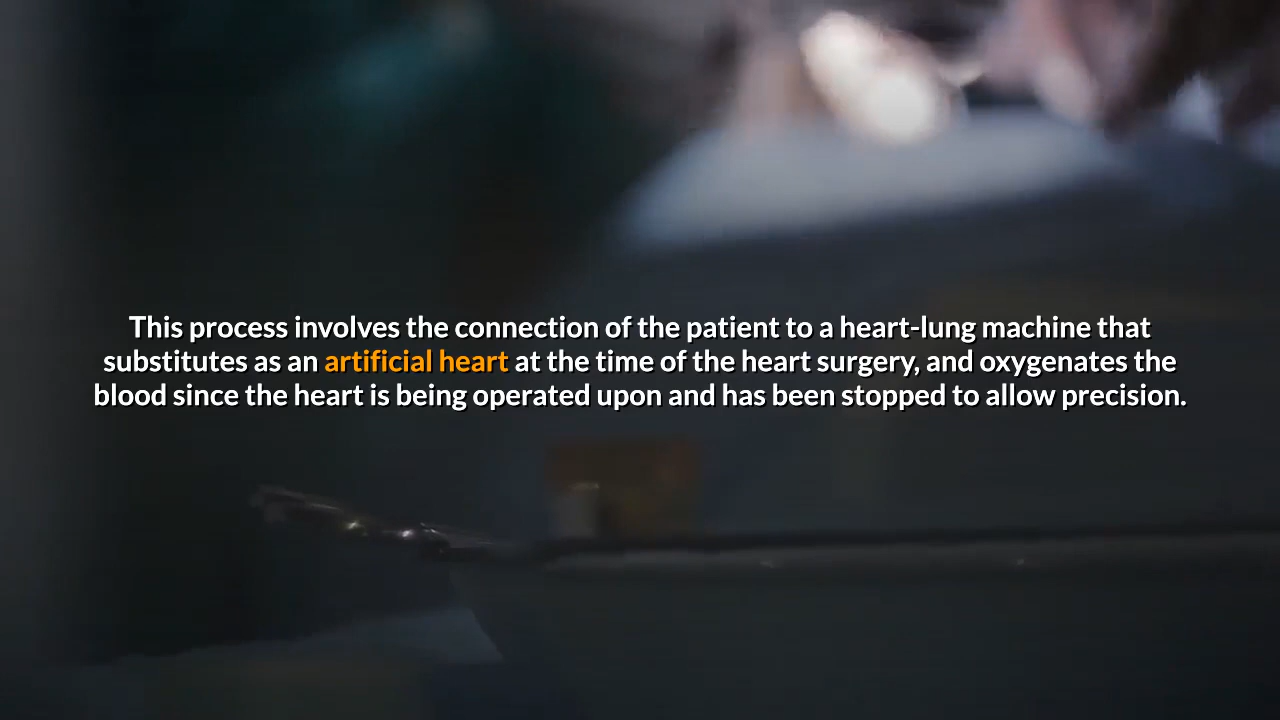 This process involves the connection of the patient to a heart-lung machine that
substitutes as an artificial heart at the time of the heart surgery, and oxygenates the
blood since the heart is being operated upon and has been stopped to allow precision.